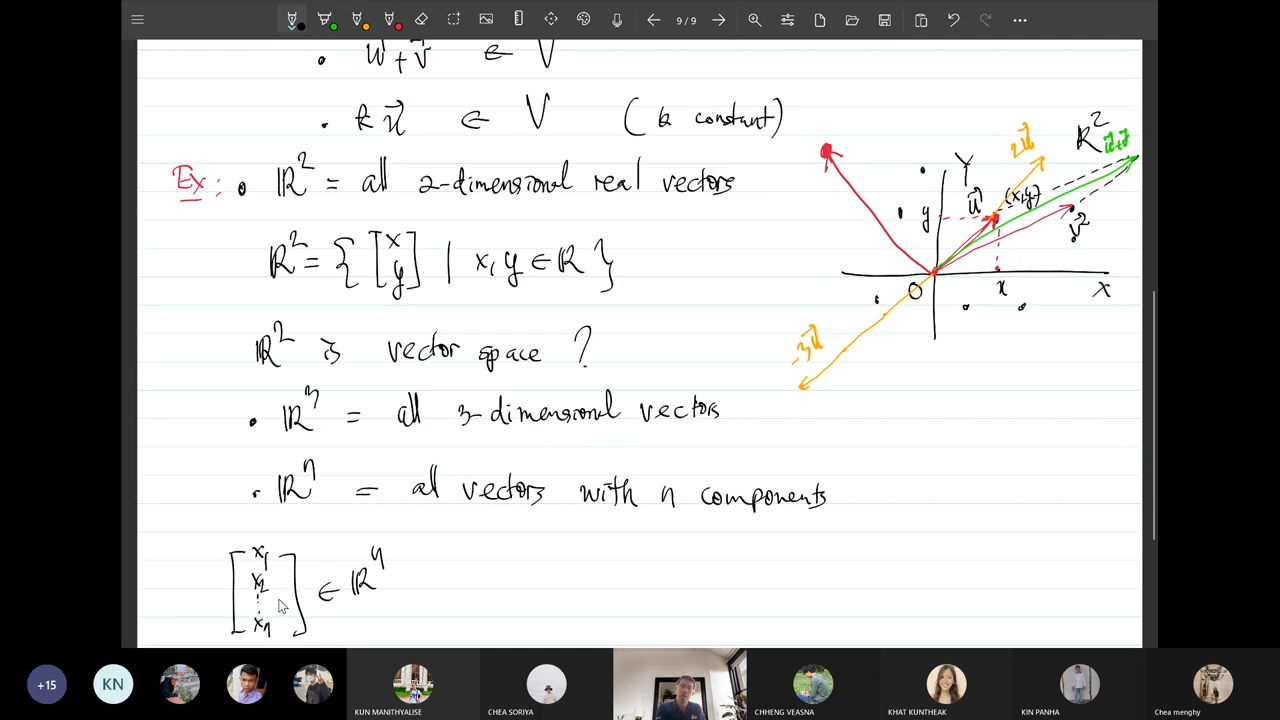 9/9
• u⃗ + v⃗ ∈ V
• k u⃗ ∈ V (k constant)
Ex: • ℝ² = all 2-dimensional real vectors
ℝ² = { [x y] | x, y ∈ ℝ }
ℝ² is vector space ?
• ℝ³ = all 3-dimensional vectors
• ℝⁿ = all vectors with n components
[x₁ x₂ ⋮ xₙ] ∈ ℝⁿ
ℝ²
2u⃗
u⃗+v⃗
Y
y
u⃗
(x,y)
v⃗
O
x
X
-3u⃗
+15
KN
KUN MANITHYALISE
CHEA SORIYA
CHHENG VEASNA
KHAT KUNTHEAK
KIN PANHA
Chea menghy